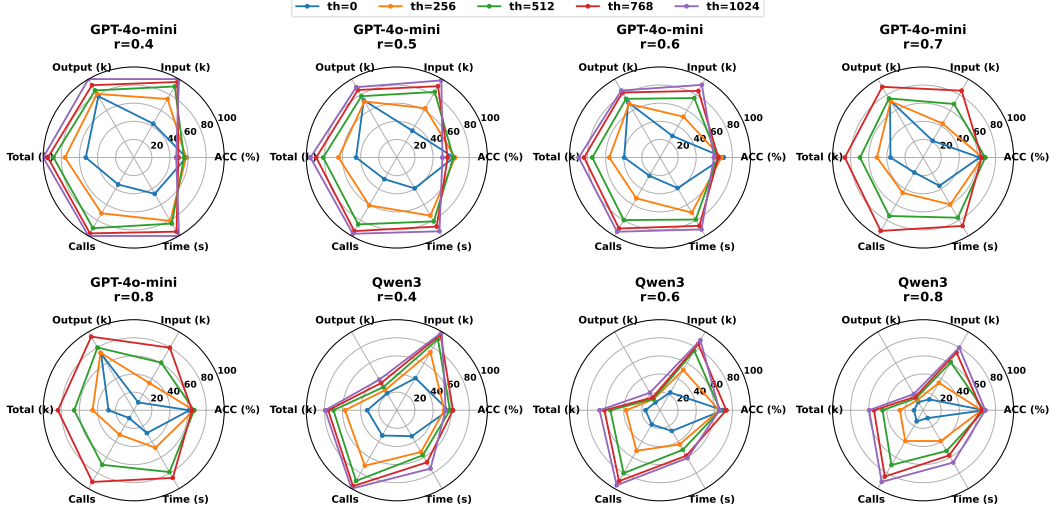 th=0 th=256 th=512 th=768 th=1024
GPT-4o-mini
r=0.4
Output (k) Input (k)
100
80
60
40
20
Total (k) ACC (%)
Calls Time (s)
GPT-4o-mini
r=0.5
Output (k) Input (k)
100
80
60
40
20
Total (k) ACC (%)
Calls Time (s)
GPT-4o-mini
r=0.6
Output (k) Input (k)
100
80
60
40
20
Total (k) ACC (%)
Calls Time (s)
GPT-4o-mini
r=0.7
Output (k) Input (k)
100
80
60
40
20
Total (k) ACC (%)
Calls Time (s)
GPT-4o-mini
r=0.8
Output (k) Input (k)
100
80
60
40
20
Total (k) ACC (%)
Calls Time (s)
Qwen3
r=0.4
Output (k) Input (k)
100
80
60
40
20
Total (k) ACC (%)
Calls Time (s)
Qwen3
r=0.6
Output (k) Input (k)
100
80
60
40
20
Total (k) ACC (%)
Calls Time (s)
Qwen3
r=0.8
Output (k) Input (k)
100
80
60
40
20
Total (k) ACC (%)
Calls Time (s)